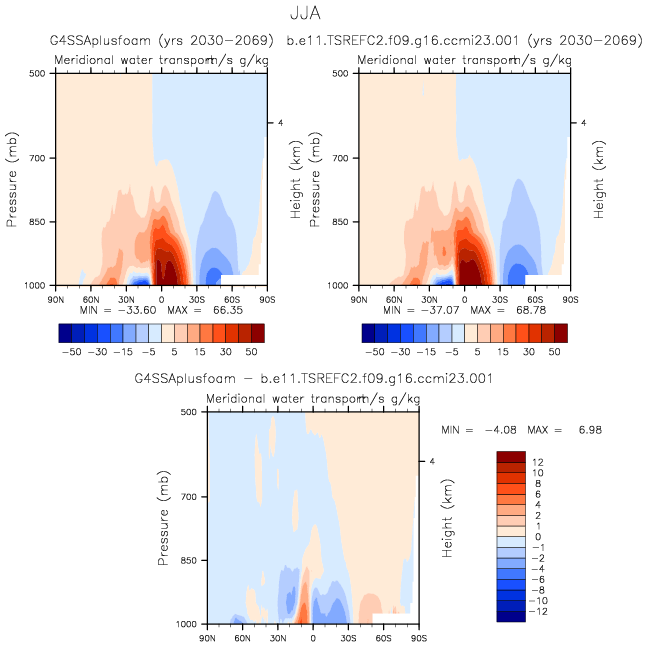 JJA
G4SSAplusfoam (yrs 2030-2069) b.e11.TSREFC2.f09.g16.ccmi23.001 (yrs 2030-2069)
Meridional water transport m/s g/kg Meridional water transport m/s g/kg
500 500
4 4
700 700
850 850
1000 1000
Pressure (mb) Height (km) Pressure (mb) Height (km)
90N 60N 30N 0 30S 60S 90S 90N 60N 30N 0 30S 60S 90S
MIN = -33.60 MAX = 66.35 MIN = -37.07 MAX = 68.78
-50 -30 -15 -5 5 15 30 50 -50 -30 -15 -5 5 15 30 50
G4SSAplusfoam - b.e11.TSREFC2.f09.g16.ccmi23.001
Meridional water transport m/s g/kg
500
4
700
850
1000
Pressure (mb) Height (km)
90N 60N 30N 0 30S 60S 90S
MIN = -4.08 MAX = 6.98
12
10
8
6
4
2
1
0
-1
-2
-4
-6
-8
-10
-12